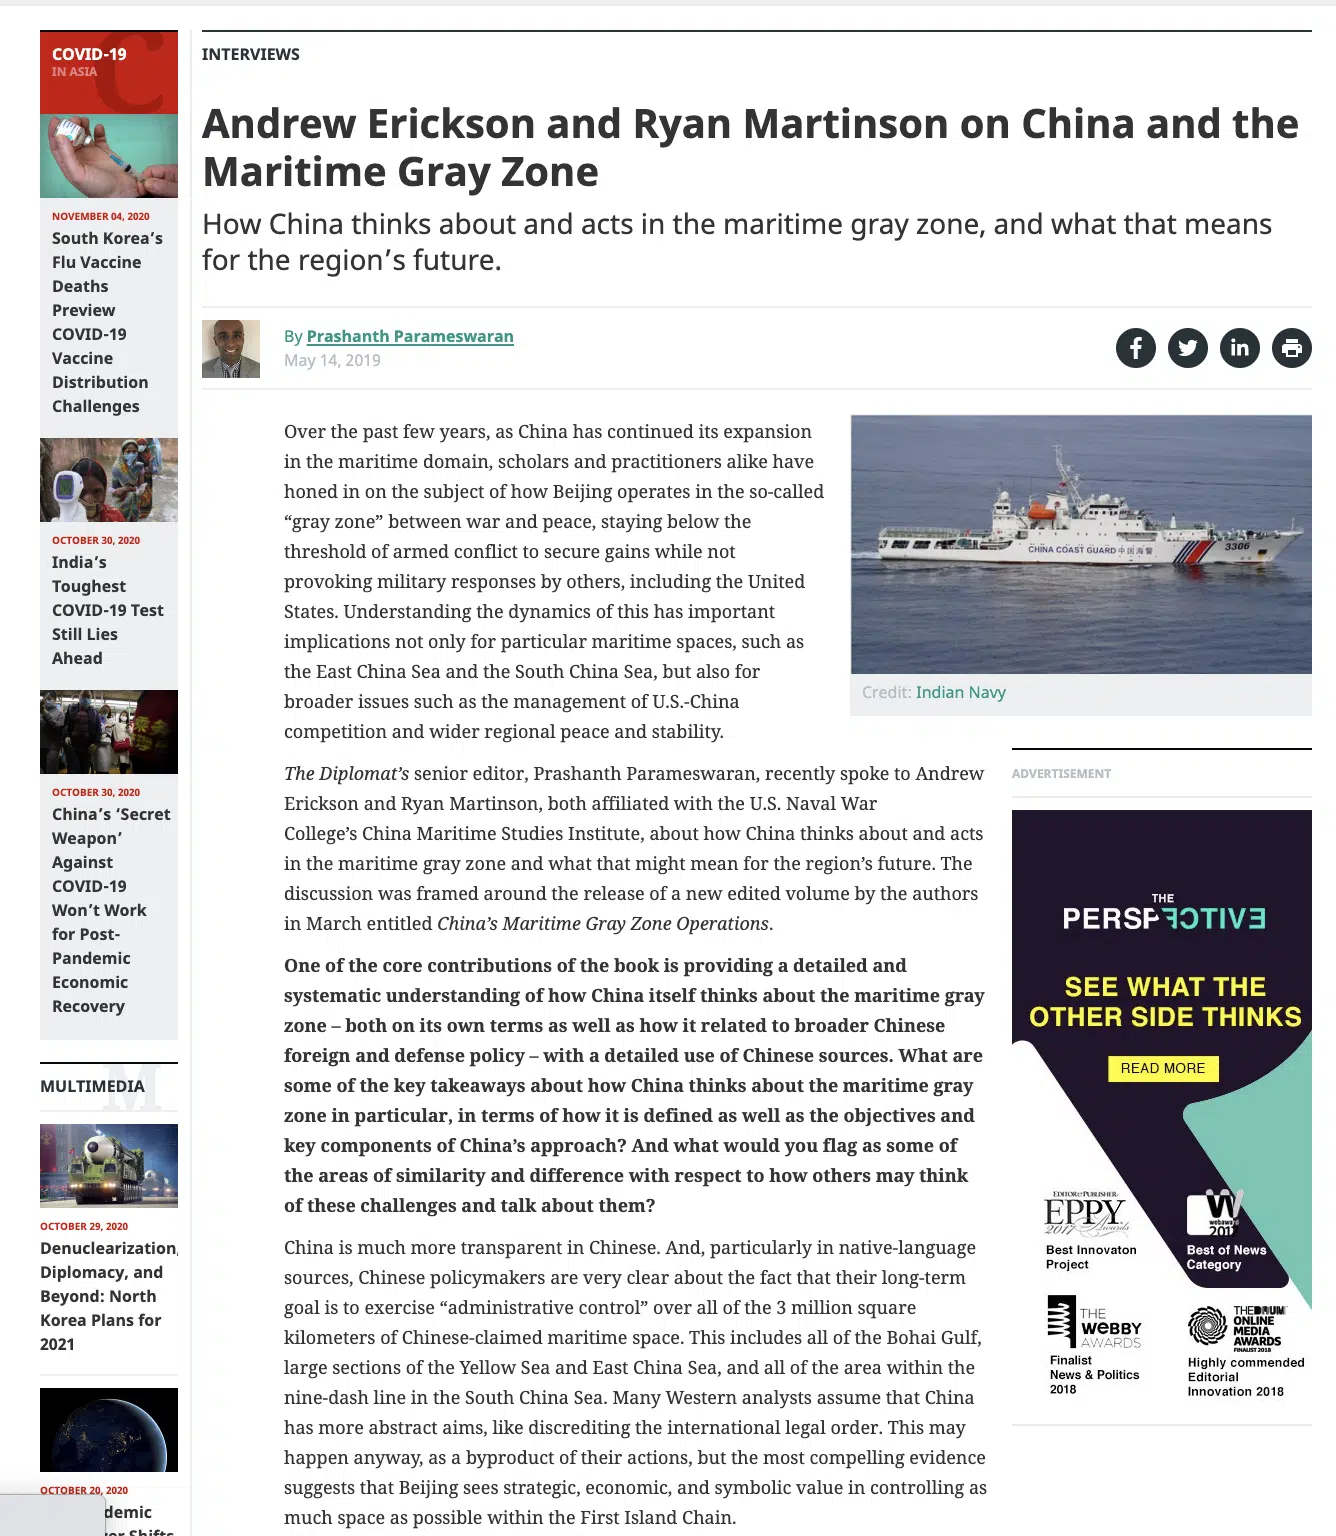 COVID-19
IN ASIA
NOVEMBER 04, 2020
South Korea’s
Flu Vaccine
Deaths
Preview
COVID-19
Vaccine
Distribution
Challenges
OCTOBER 30, 2020
India’s
Toughest
COVID-19 Test
Still Lies
Ahead
OCTOBER 30, 2020
China’s ‘Secret
Weapon’
Against
COVID-19
Won’t Work
for Post-
Pandemic
Economic
Recovery
MULTIMEDIA
OCTOBER 29, 2020
Denuclearization,
Diplomacy, and
Beyond: North
Korea Plans for
2021
OCTOBER 20, 2020
demic
er Shifts
INTERVIEWS
Andrew Erickson and Ryan Martinson on China and the
Maritime Gray Zone
How China thinks about and acts in the maritime gray zone, and what that means
for the region’s future.
By Prashanth Parameswaran
May 14, 2019
Over the past few years, as China has continued its expansion
in the maritime domain, scholars and practitioners alike have
honed in on the subject of how Beijing operates in the so-called
“gray zone” between war and peace, staying below the
threshold of armed conflict to secure gains while not
provoking military responses by others, including the United
States. Understanding the dynamics of this has important
implications not only for particular maritime spaces, such as
the East China Sea and the South China Sea, but also for
broader issues such as the management of U.S.-China
competition and wider regional peace and stability.
CHINA COAST GUARD 中国海警
3306
Credit: Indian Navy
The Diplomat’s senior editor, Prashanth Parameswaran, recently spoke to Andrew
Erickson and Ryan Martinson, both affiliated with the U.S. Naval War
College’s China Maritime Studies Institute, about how China thinks about and acts
in the maritime gray zone and what that might mean for the region’s future. The
discussion was framed around the release of a new edited volume by the authors
in March entitled China’s Maritime Gray Zone Operations.
One of the core contributions of the book is providing a detailed and
systematic understanding of how China itself thinks about the maritime gray
zone – both on its own terms as well as how it related to broader Chinese
foreign and defense policy – with a detailed use of Chinese sources. What are
some of the key takeaways about how China thinks about the maritime gray
zone in particular, in terms of how it is defined as well as the objectives and
key components of China’s approach? And what would you flag as some of
the areas of similarity and difference with respect to how others may think
of these challenges and talk about them?
China is much more transparent in Chinese. And, particularly in native-language
sources, Chinese policymakers are very clear about the fact that their long-term
goal is to exercise “administrative control” over all of the 3 million square
kilometers of Chinese-claimed maritime space. This includes all of the Bohai Gulf,
large sections of the Yellow Sea and East China Sea, and all of the area within the
nine-dash line in the South China Sea. Many Western analysts assume that China
has more abstract aims, like discrediting the international legal order. This may
happen anyway, as a byproduct of their actions, but the most compelling evidence
suggests that Beijing sees strategic, economic, and symbolic value in controlling as
much space as possible within the First Island Chain.
ADVERTISEMENT
THE
PERSPECTIVE
SEE WHAT THE
OTHER SIDE THINKS
READ MORE
EDITOR & PUBLISHER
EPPY
2017 Awards
Best Innovaton
Project
W
webaward
2017
Best of News
Category
THE
WEBBY
AWARDS
Finalist
News & Politics
2018
THE DRUM
ONLINE
MEDIA
AWARDS
FINALIST 2018
Highly commended
Editorial
Innovation 2018